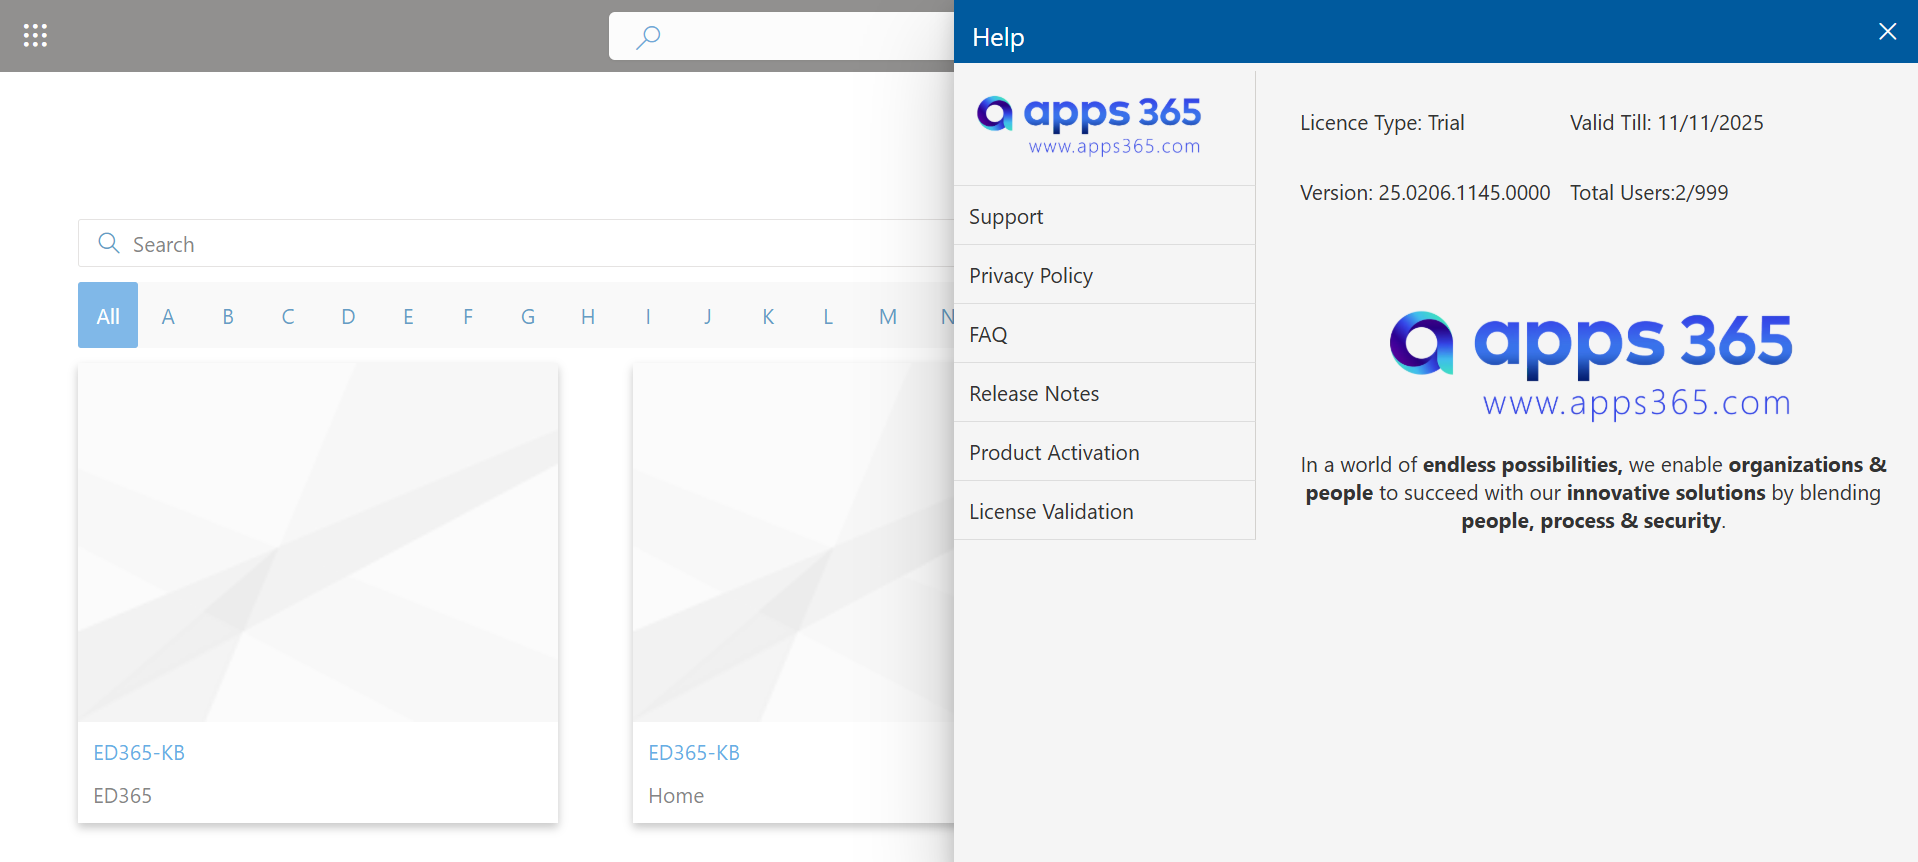 Help
apps 365
www.apps365.com
Support
Privacy Policy
FAQ
Release Notes
Product Activation
License Validation
Licence Type: Trial
Valid Till: 11/11/2025
Version: 25.0206.1145.0000
Total Users:2/999
apps 365
www.apps365.com
In a world of endless possibilities, we enable organizations &
people to succeed with our innovative solutions by blending
people, process & security.
Search
All A B C D E F G H I J K L M N
ED365-KB
ED365
ED365-KB
Home